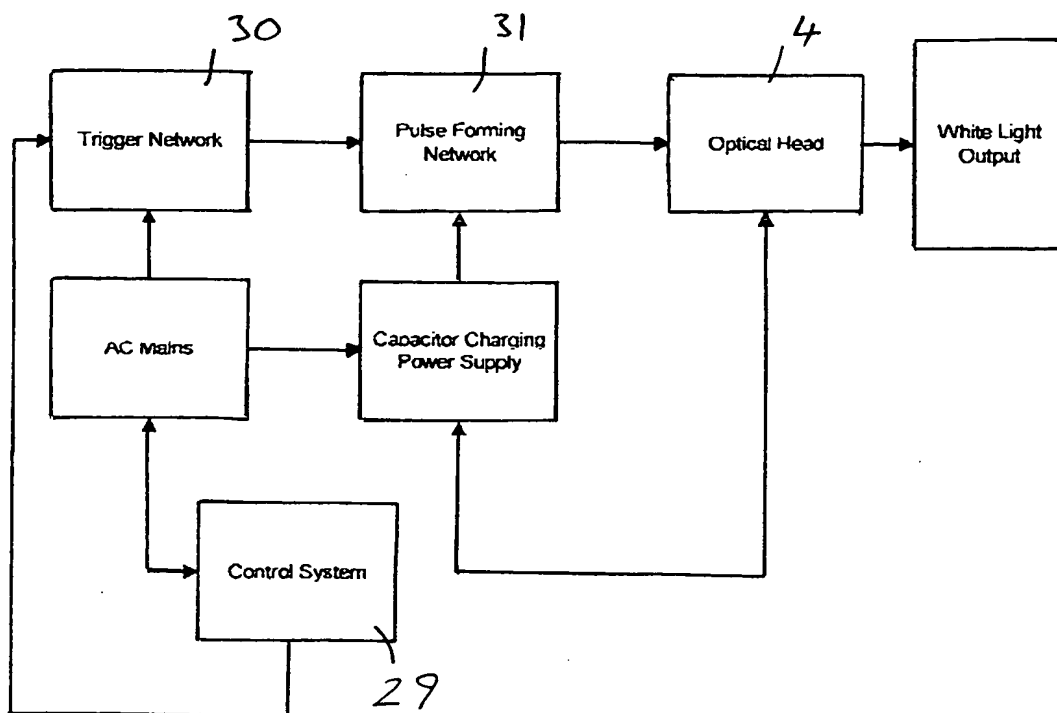 30
31
4
Trigger Network
Pulse Forming
Network
Optical Head
White Light
Output
AC Mains
Capacitor Charging
Power Supply
Control System
29